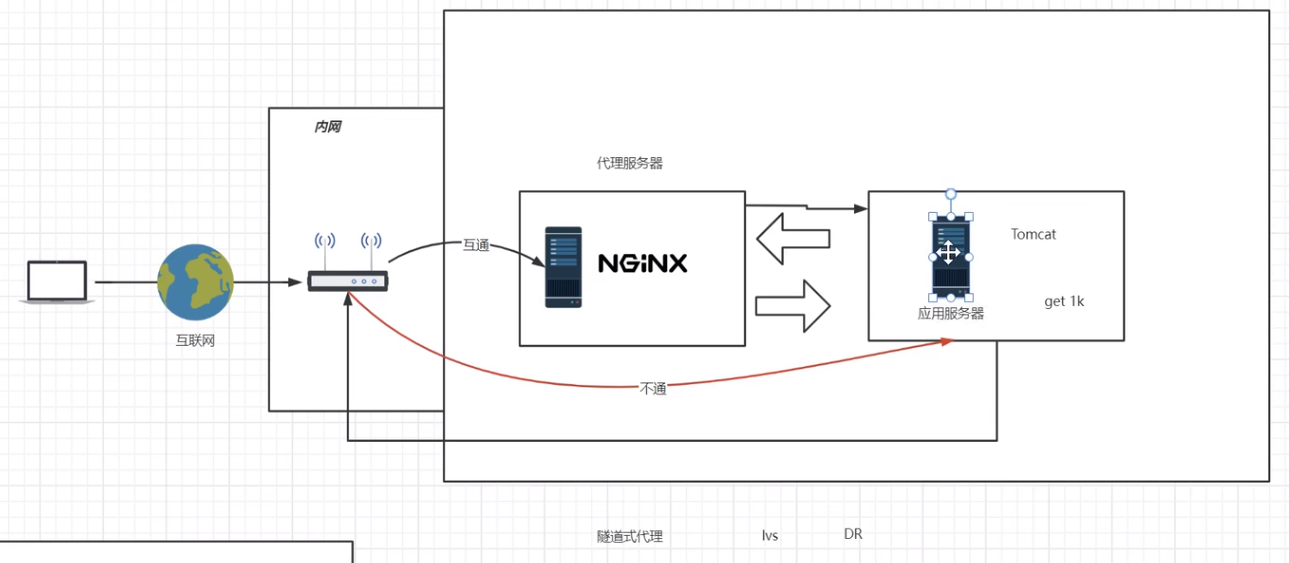 内网
代理服务器
互通
NGiNX
Tomcat
get 1k
应用服务器
互联网
不通
隧道式代理 lvs DR